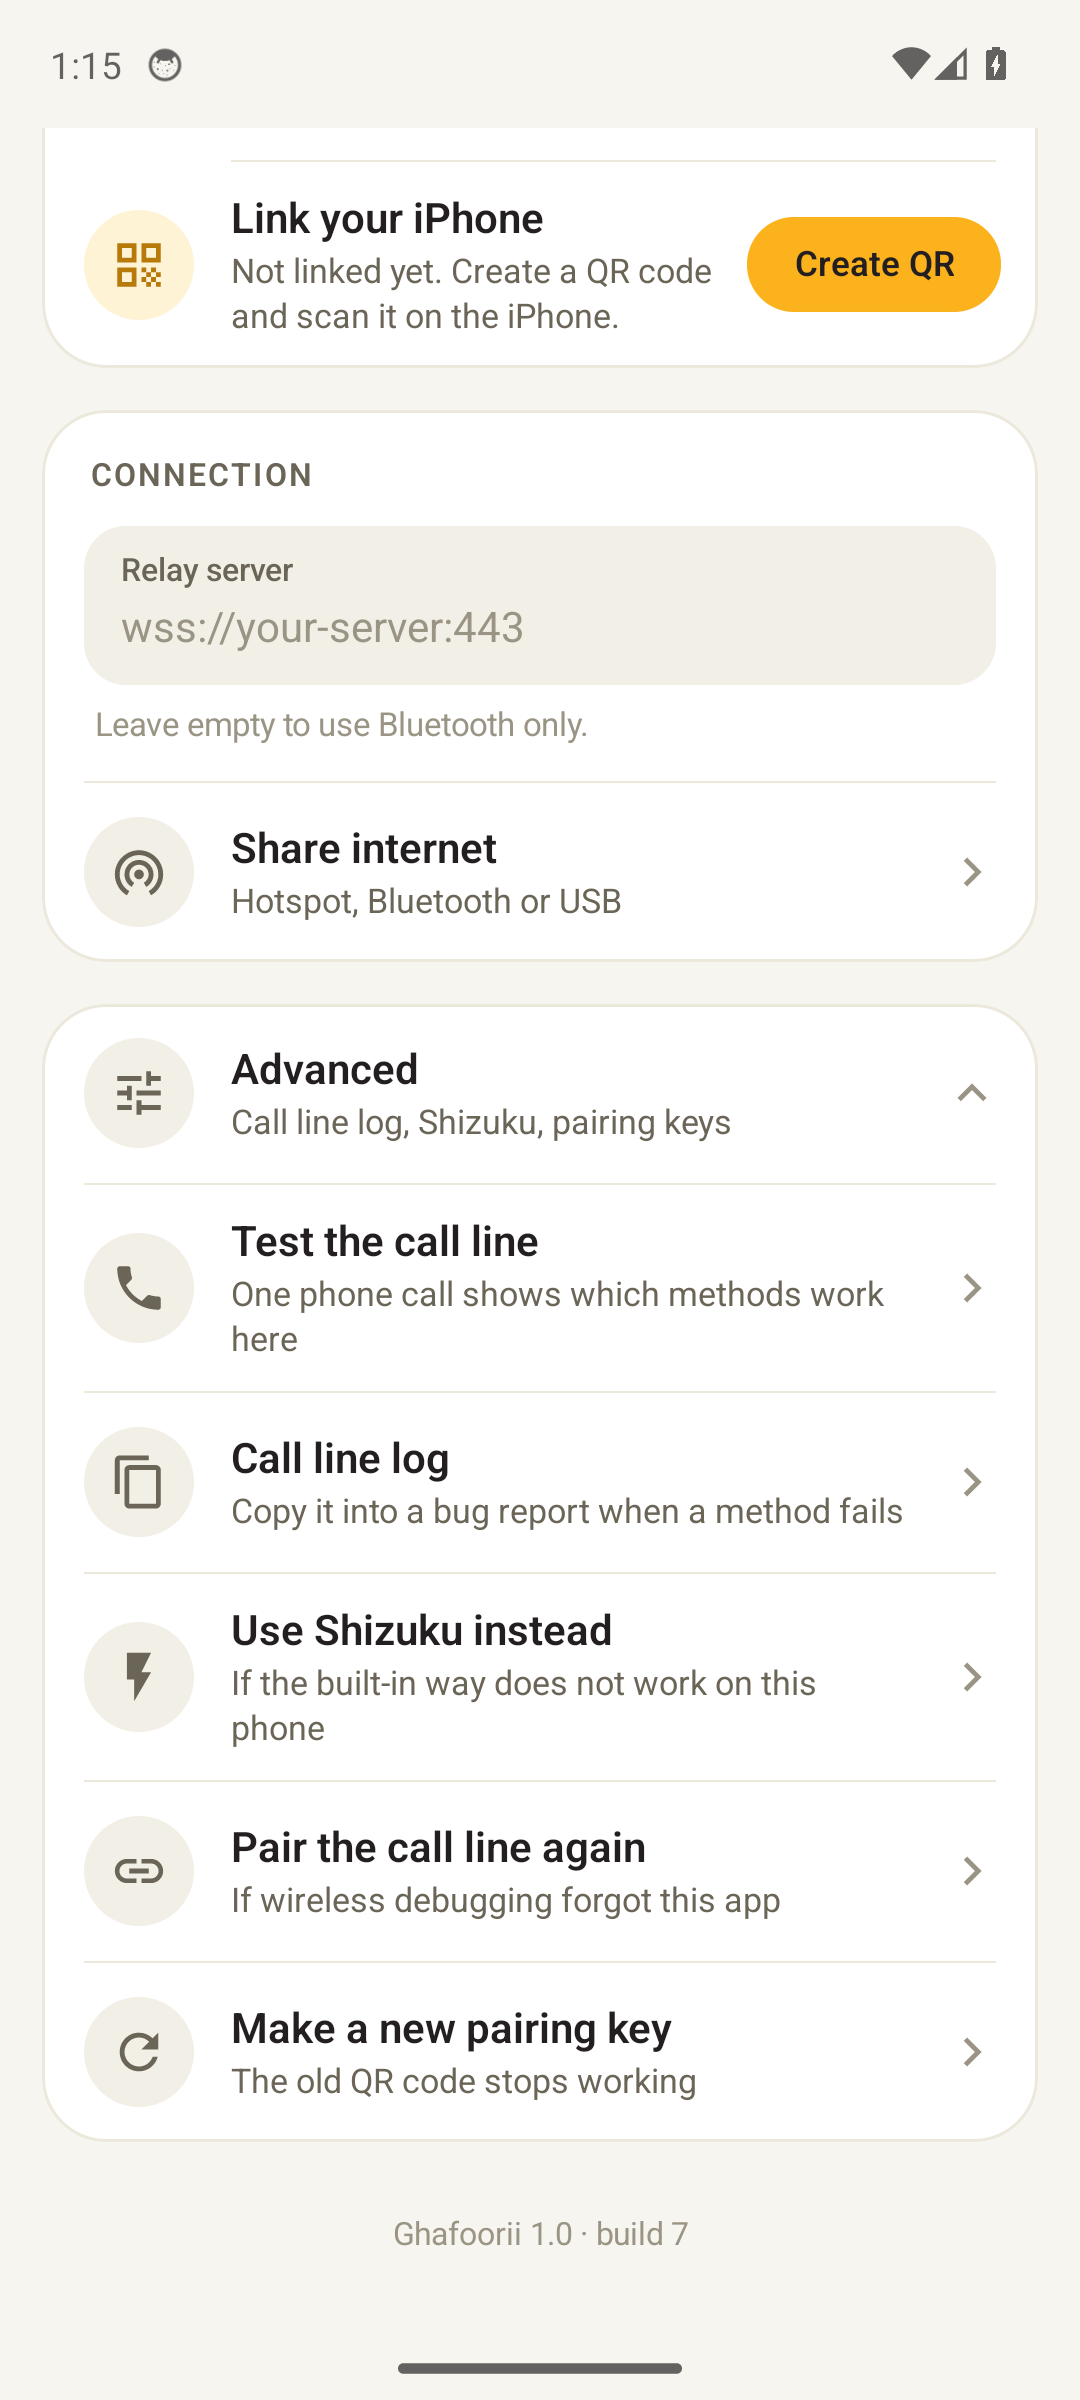 1:15
Link your iPhone
Not linked yet. Create a QR code
and scan it on the iPhone.
Create QR
CONNECTION
Relay server
wss://your-server:443
Leave empty to use Bluetooth only.
Share internet
Hotspot, Bluetooth or USB
Advanced
Call line log, Shizuku, pairing keys
Test the call line
One phone call shows which methods work
here
Call line log
Copy it into a bug report when a method fails
Use Shizuku instead
If the built-in way does not work on this
phone
Pair the call line again
If wireless debugging forgot this app
Make a new pairing key
The old QR code stops working
Ghafoorii 1.0 · build 7